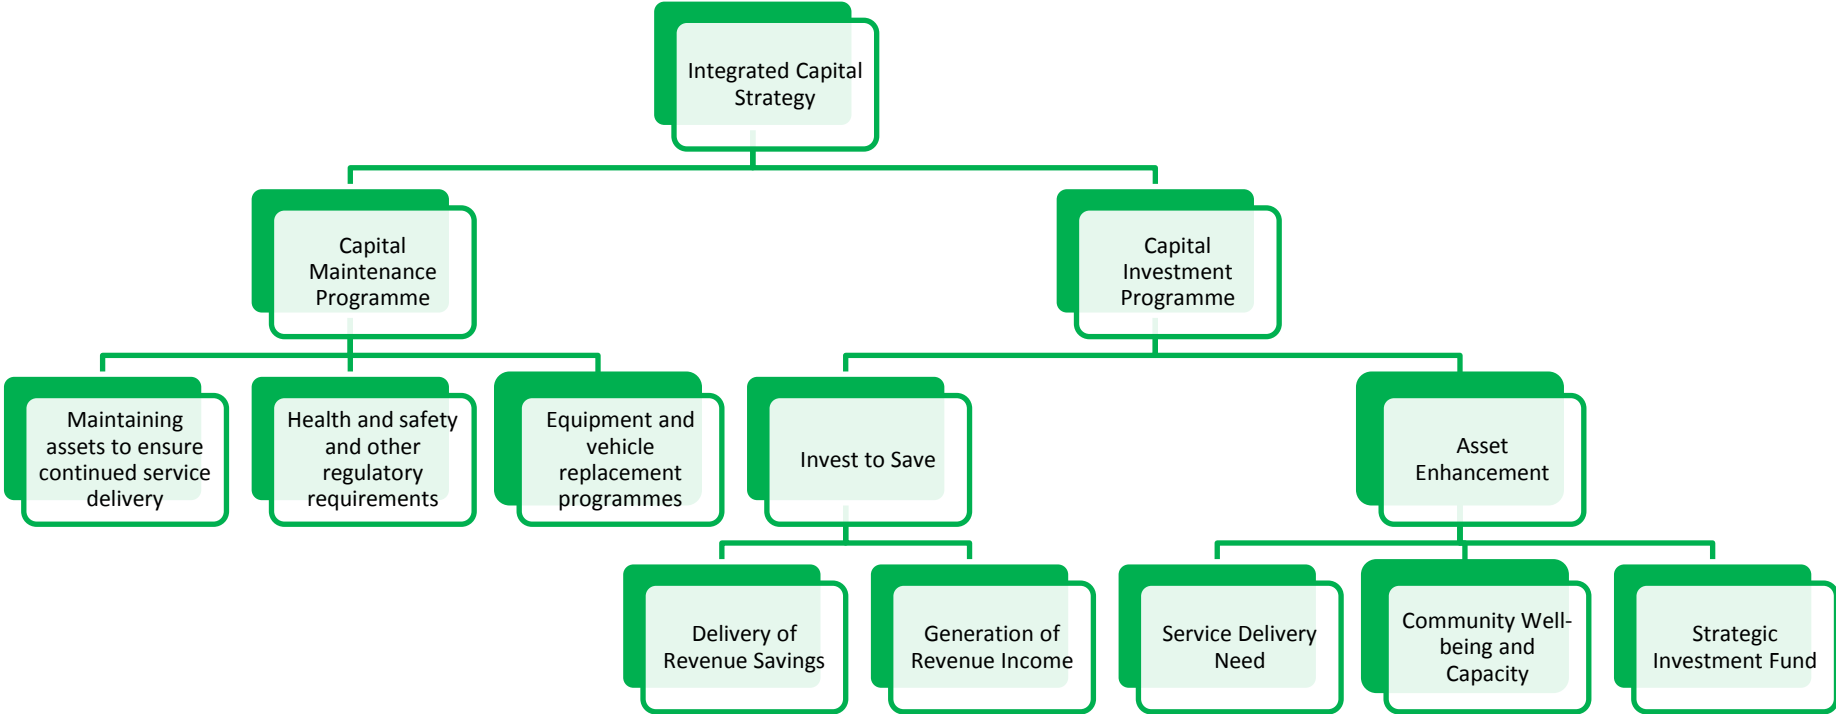 Integrated Capital
Strategy
Capital
Maintenance
Programme
Capital
Investment
Programme
Maintaining
assets to ensure
continued service
delivery
Health and safety
and other
regulatory
requirements
Equipment and
vehicle
replacement
programmes
Invest to Save
Asset
Enhancement
Delivery of
Revenue Savings
Generation of
Revenue Income
Service Delivery
Need
Community Well-
being and
Capacity
Strategic
Investment Fund